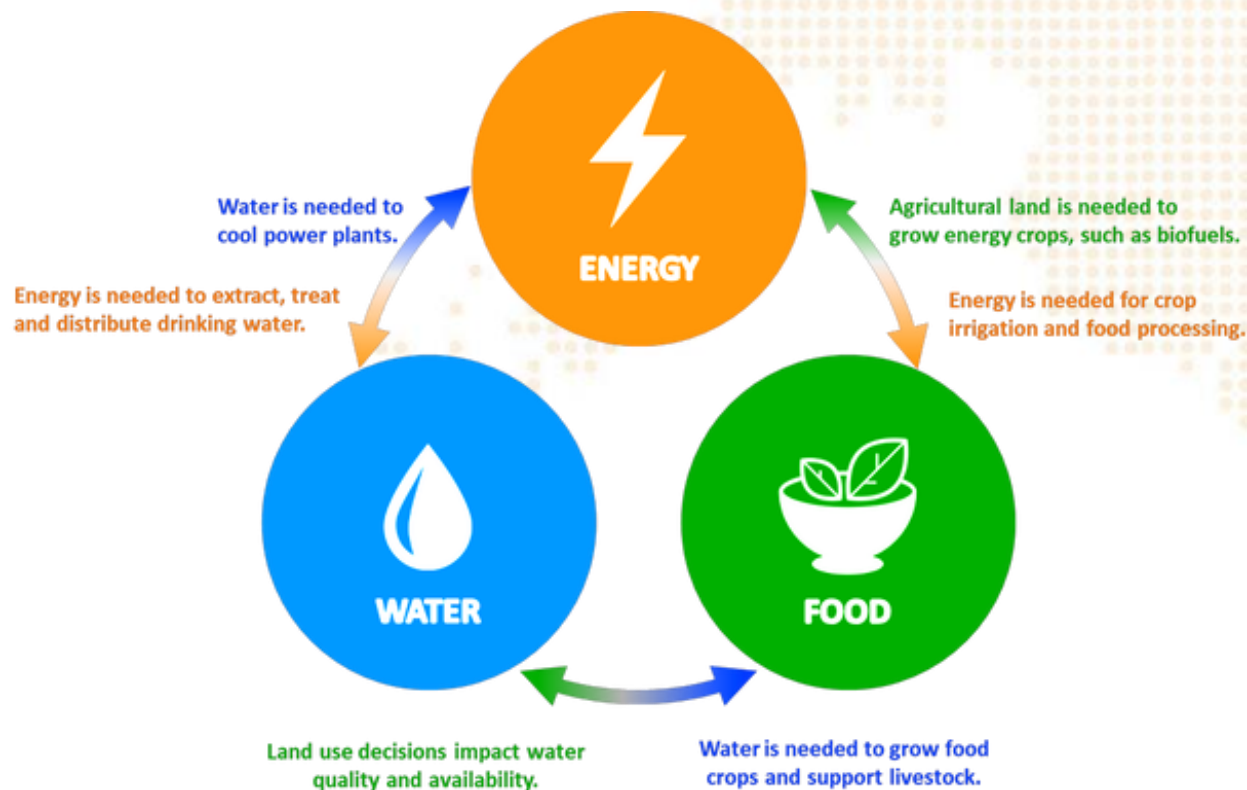 ENERGY
Water is needed to
cool power plants.
Agricultural land is needed to
grow energy crops, such as biofuels.
Energy is needed to extract, treat
and distribute drinking water.
Energy is needed for crop
irrigation and food processing.
WATER
FOOD
Land use decisions impact water
quality and availability.
Water is needed to grow food
crops and support livestock.